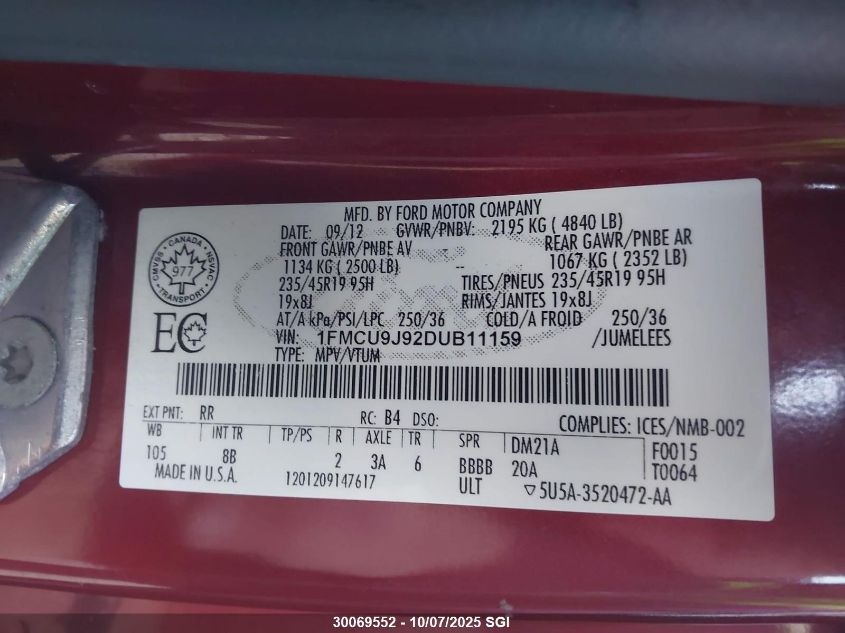 MFD. BY FORD MOTOR COMPANY
DATE: 09/12 GVWR/PNBV: 2195 KG ( 4840 LB)
FRONT GAWR/PNBE AV REAR GAWR/PNBE AR
1134 KG ( 2500 LB) -- 1067 KG ( 2352 LB)
235/45R19 95H TIRES/PNEUS 235/45R19 95H
19x8J RIMS/JANTES 19x8J
AT/A kPa/PSI/LPC 250/36 COLD/A FROID 250/36
VIN: 1FMCU9J92DUB11159 /JUMELEES
TYPE: MPV/VTUM
CANADA
CMVSS NSVAC
977
TRANSPORT
EC
EXT PNT: RR RC: B4 DSO: COMPLIES: ICES/NMB-002
WB INT TR TP/PS R AXLE TR SPR DM21A F0015
105 8B 2 3A 6 BBBB 20A T0064
MADE IN U.S.A. 1201209147617 ULT ▽5U5A-3520472-AA
30069552 - 10/07/2025 SGI